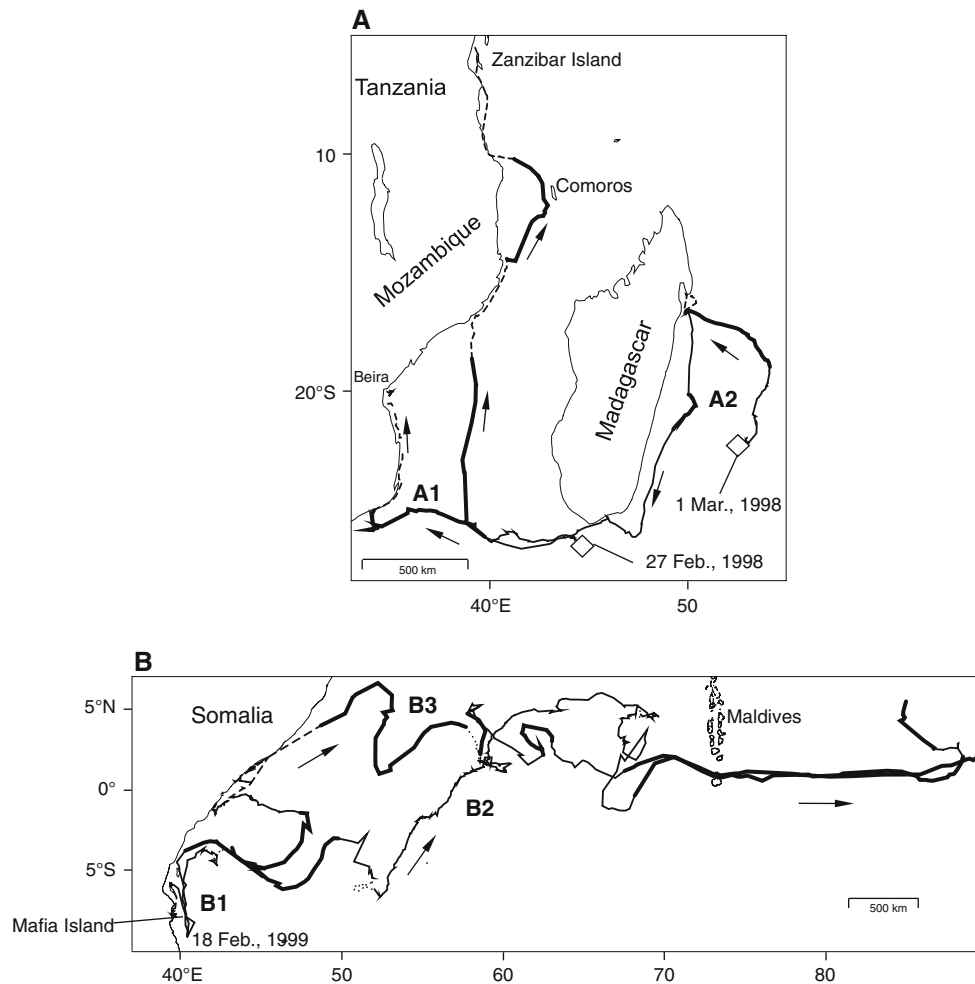 A
Zanzibar Island
Tanzania
10
Comoros
Mozambique
Madagascar
Beira
20°S
A2
A1
1 Mar., 1998
27 Feb., 1998
500 km
40°E
50
B
5°N
Somalia
B3
Maldives
0°
B2
5°S
B1
500 km
Mafia Island
18 Feb., 1999
40°E
50
60
70
80